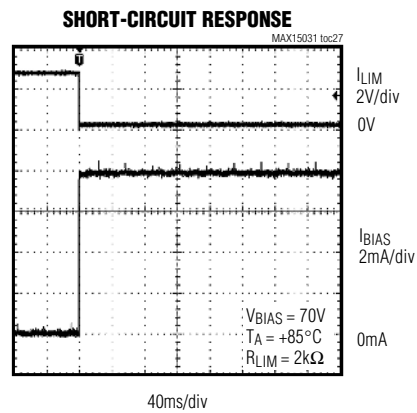 SHORT-CIRCUIT RESPONSE
MAX15031 toc27
T
ILIM
2V/div
0V
IBIAS
2mA/div
VBIAS = 70V
TA = +85°C
RLIM = 2kΩ
0mA
40ms/div